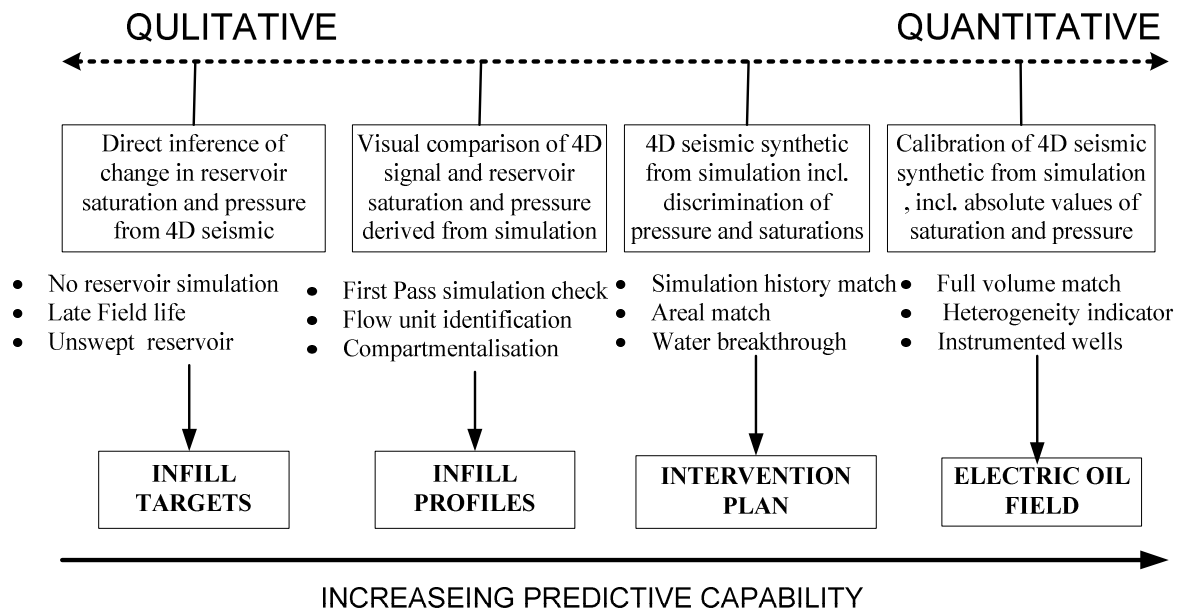 QULITATIVE
QUANTITATIVE
Direct inference of
change in reservoir
saturation and pressure
from 4D seismic
Visual comparison of 4D
signal and reservoir
saturation and pressure
derived from simulation
4D seismic synthetic
from simulation incl.
discrimination of
pressure and saturations
Calibration of 4D seismic
synthetic from simulation
, incl. absolute values of
saturation and pressure
• No reservoir simulation
• Late Field life
• Unswept reservoir
• First Pass simulation check
• Flow unit identification
• Compartmentalisation
• Simulation history match
• Areal match
• Water breakthrough
• Full volume match
• Heterogeneity indicator
• Instrumented wells
INFILL
TARGETS
INFILL
PROFILES
INTERVENTION
PLAN
ELECTRIC OIL
FIELD
INCREASEING PREDICTIVE CAPABILITY